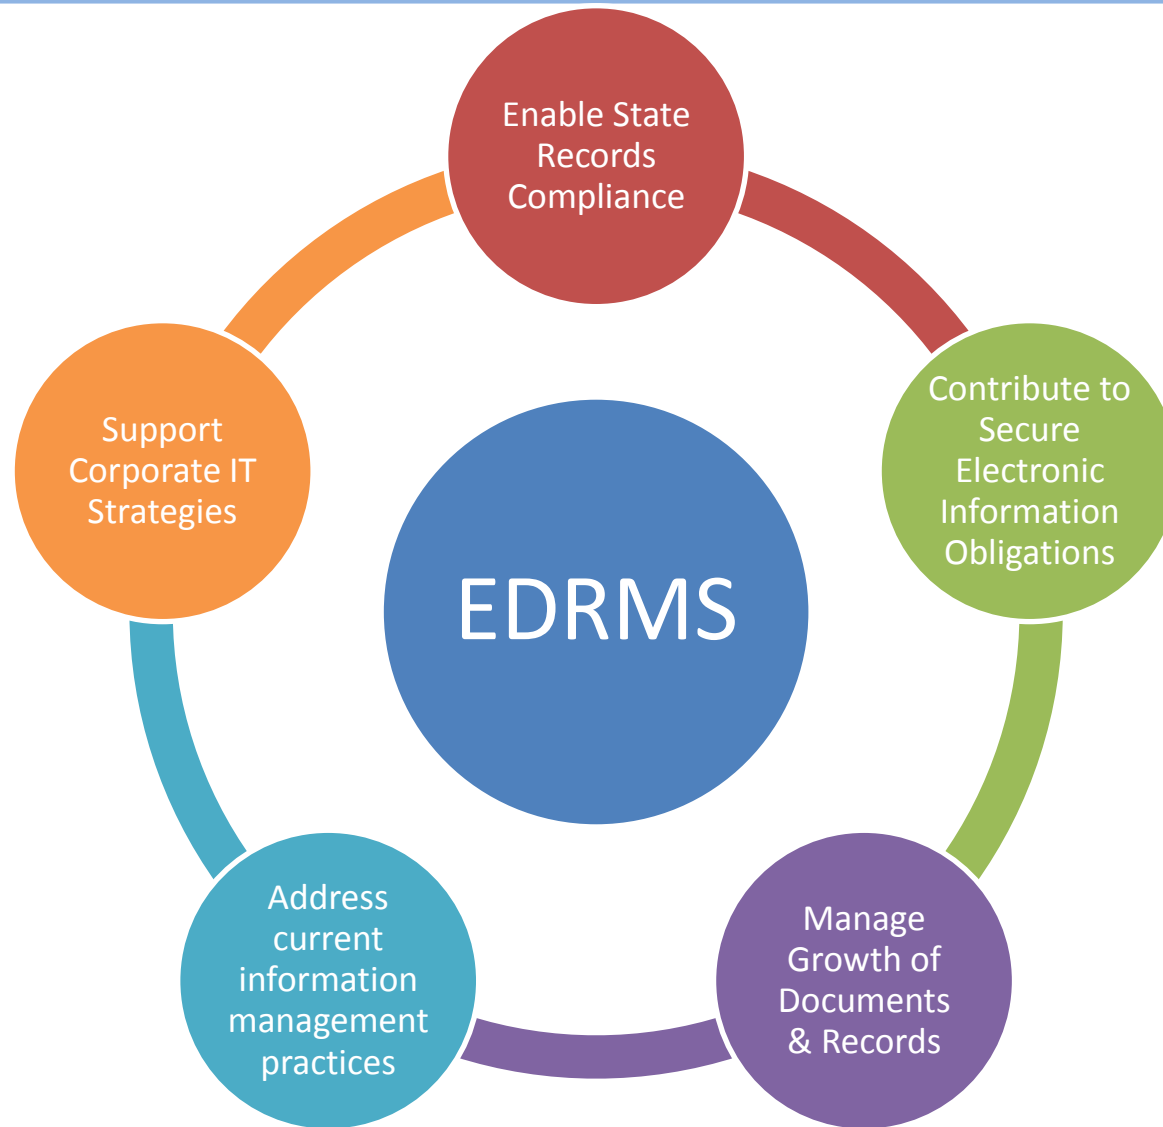 Enable State
Records
Compliance
Contribute to
Secure
Electronic
Information
Obligations
Manage
Growth of
Documents
& Records
Address
current
information
management
practices
Support
Corporate IT
Strategies
EDRMS